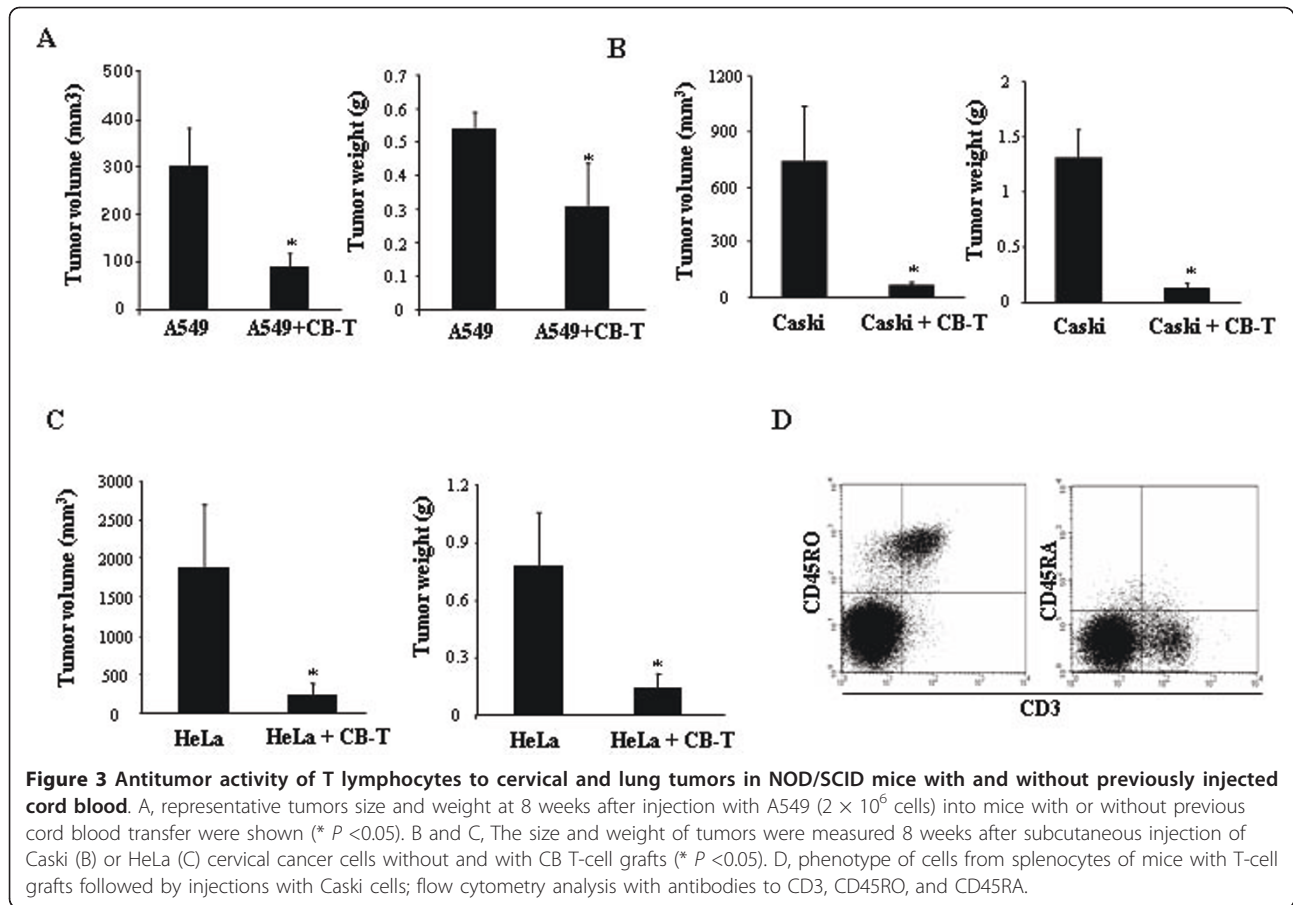 A
B
500
400
300
200
100
0
Tumor volume (mm3)
*
A549
A549+CB-T
0.7
0.6
0.5
0.4
0.3
0.2
0.1
0
Tumor weight (g)
*
A549
A549+CB-T
1200
900
600
300
0
Tumor volume (mm³)
*
Caski
Caski + CB-T
2
1.5
1
0.5
0
Tumor weight (g)
*
Caski
Caski + CB-T
C
D
3000
2500
2000
1500
1000
500
0
Tumor volume (mm³)
*
HeLa
HeLa + CB-T
1.2
0.9
0.6
0.3
0
Tumor weight (g)
*
HeLa
HeLa + CB-T
CD45RO
CD45RA
CD3
Figure 3 Antitumor activity of T lymphocytes to cervical and lung tumors in NOD/SCID mice with and without previously injected
cord blood. A, representative tumors size and weight at 8 weeks after injection with A549 (2 × 10⁶ cells) into mice with or without previous
cord blood transfer were shown (* P <0.05). B and C, The size and weight of tumors were measured 8 weeks after subcutaneous injection of
Caski (B) or HeLa (C) cervical cancer cells without and with CB T-cell grafts (* P <0.05). D, phenotype of cells from splenocytes of mice with T-cell
grafts followed by injections with Caski cells; flow cytometry analysis with antibodies to CD3, CD45RO, and CD45RA.